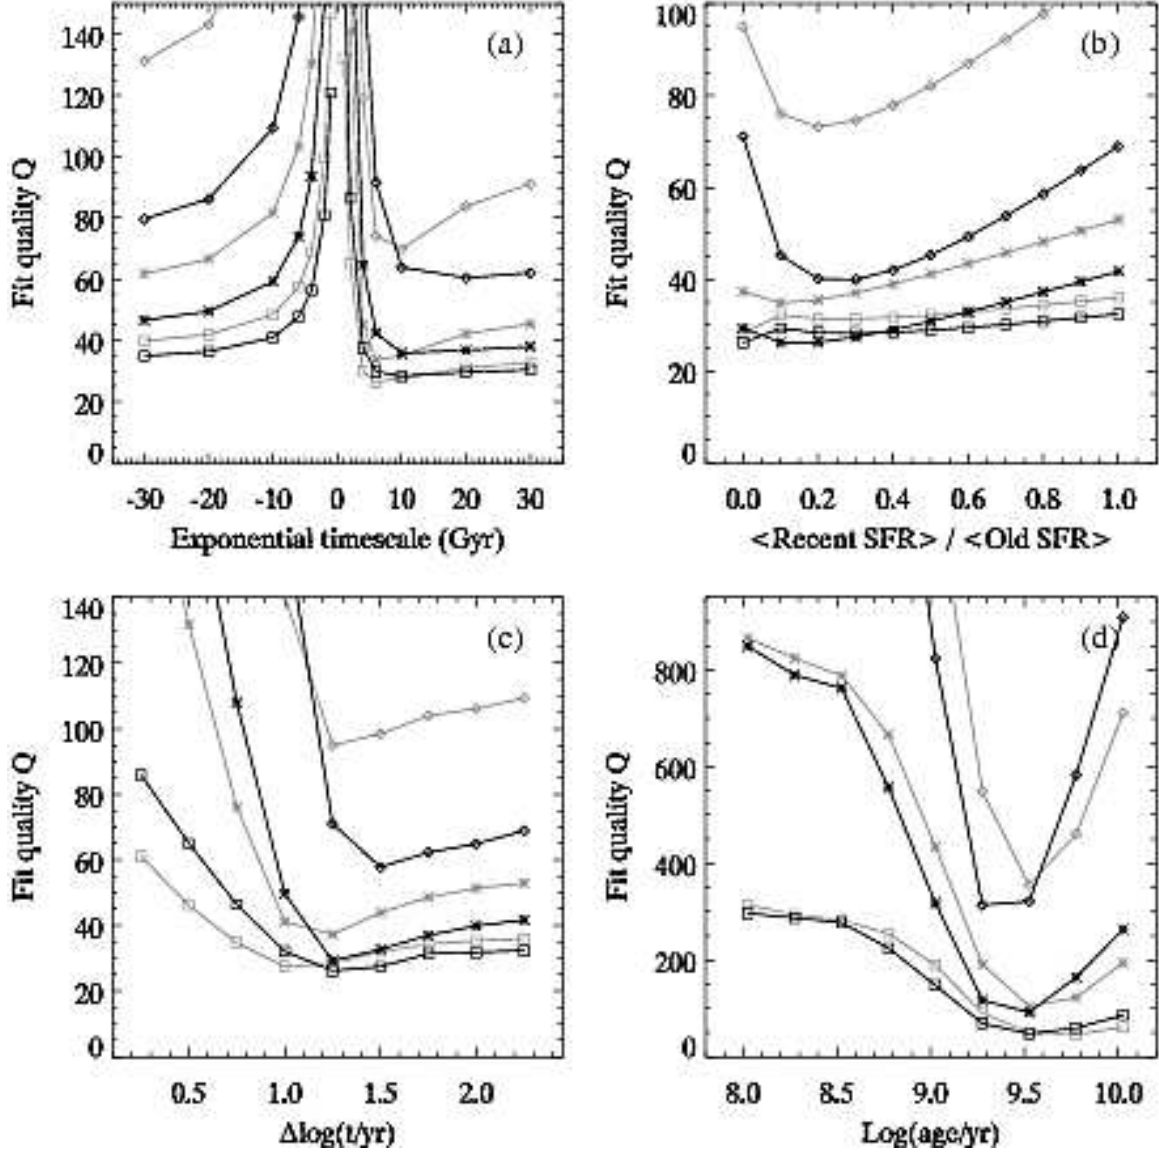 (a)
140
120
100
80
60
40
20
0
Fit quality Q
-30 -20 -10 0 10 20 30
Exponential timescale (Gyr)
(b)
100
80
60
40
20
0
Fit quality Q
0.0 0.2 0.4 0.6 0.8 1.0
<Recent SFR> / <Old SFR>
(c)
140
120
100
80
60
40
20
0
Fit quality Q
0.5 1.0 1.5 2.0
Δlog(t/yr)
(d)
800
600
400
200
0
Fit quality Q
8.0 8.5 9.0 9.5 10.0
Log(age/yr)